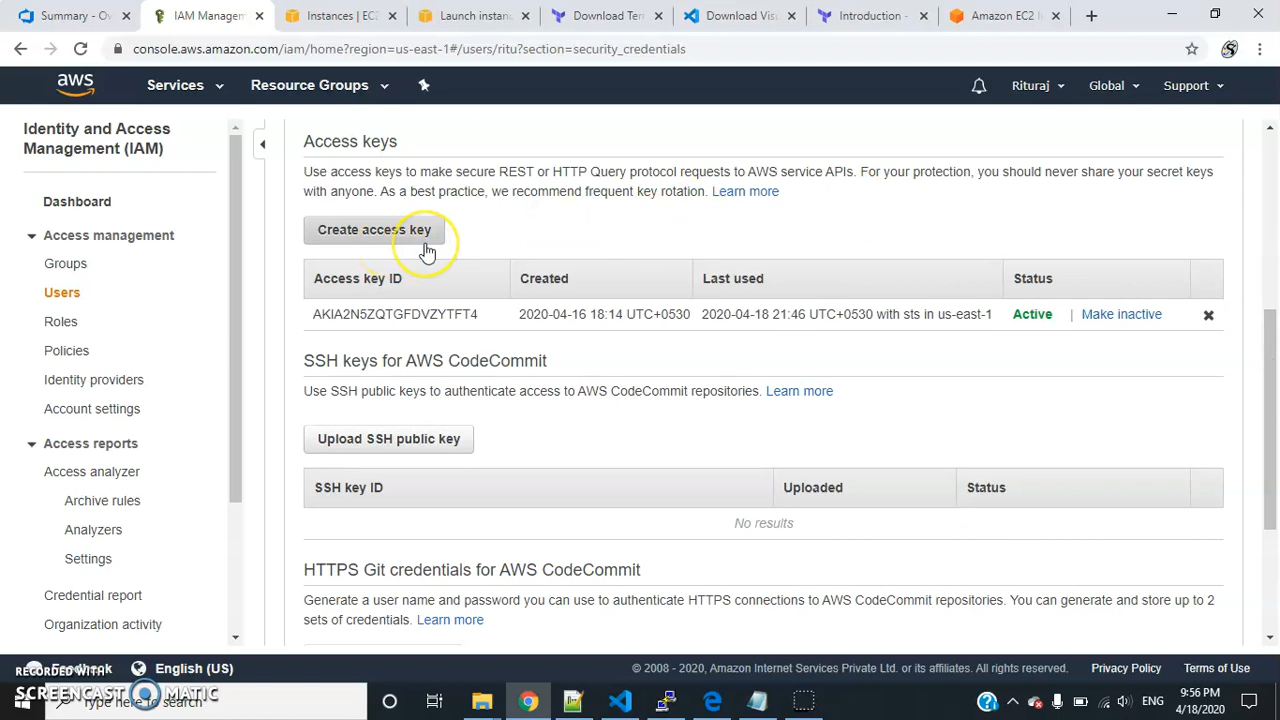 Summary - Ov
IAM Managem
Instances | EC2
Launch instanc
Download Ter
Download Visu
Introduction -
Amazon EC2 I
console.aws.amazon.com/iam/home?region=us-east-1#/users/ritu?section=security_credentials
aws
Services
Resource Groups
Rituraj
Global
Support
Identity and Access
Management (IAM)
Dashboard
Access management
Groups
Users
Roles
Policies
Identity providers
Account settings
Access reports
Access analyzer
Archive rules
Analyzers
Settings
Credential report
Organization activity
Access keys
Use access keys to make secure REST or HTTP Query protocol requests to AWS service APIs. For your protection, you should never share your secret keys
with anyone. As a best practice, we recommend frequent key rotation. Learn more
Create access key
Access key ID Created Last used Status
AKIA2N5ZQTGFDVZYTFT4 2020-04-16 18:14 UTC+0530 2020-04-18 21:46 UTC+0530 with sts in us-east-1 Active | Make inactive
SSH keys for AWS CodeCommit
Use SSH public keys to authenticate access to AWS CodeCommit repositories. Learn more
Upload SSH public key
SSH key ID Uploaded Status
No results
HTTPS Git credentials for AWS CodeCommit
Generate a user name and password you can use to authenticate HTTPS connections to AWS CodeCommit repositories. You can generate and store up to 2
sets of credentials. Learn more
Feedback
English (US)
© 2008 - 2020, Amazon Internet Services Private Ltd. or its affiliates. All rights reserved.
Privacy Policy
Terms of Use
RECORDED WITH
SCREENCAST MATIC
Type here to search
ENG
9:56 PM
4/18/2020